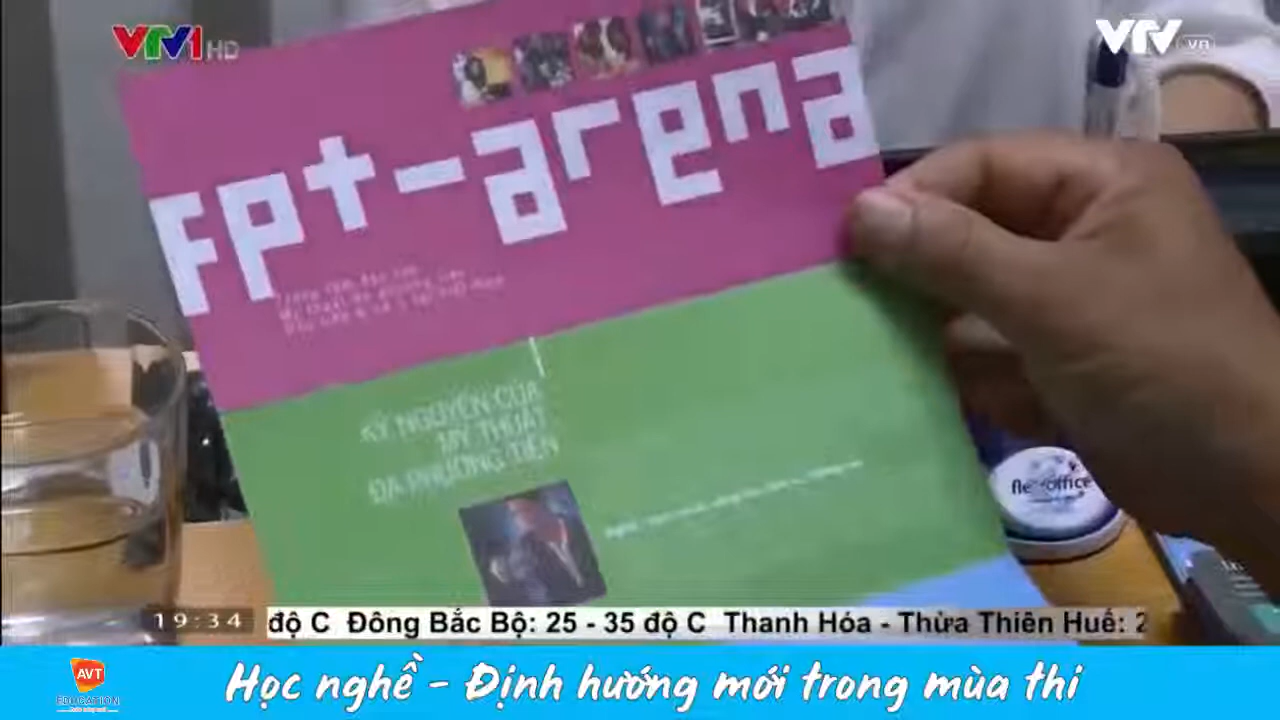 VTV1 HD
VTV vn
Fpt-arena
KỶ NGUYÊN CỦA
MỸ THUẬT
ĐA PHƯƠNG TIỆN
flexoffice
19:34
độ C Đông Bắc Bộ: 25 - 35 độ C Thanh Hóa - Thừa Thiên Huế: 2
AVT
EDUCATION
Học nghề - Định hướng mới trong mùa thi